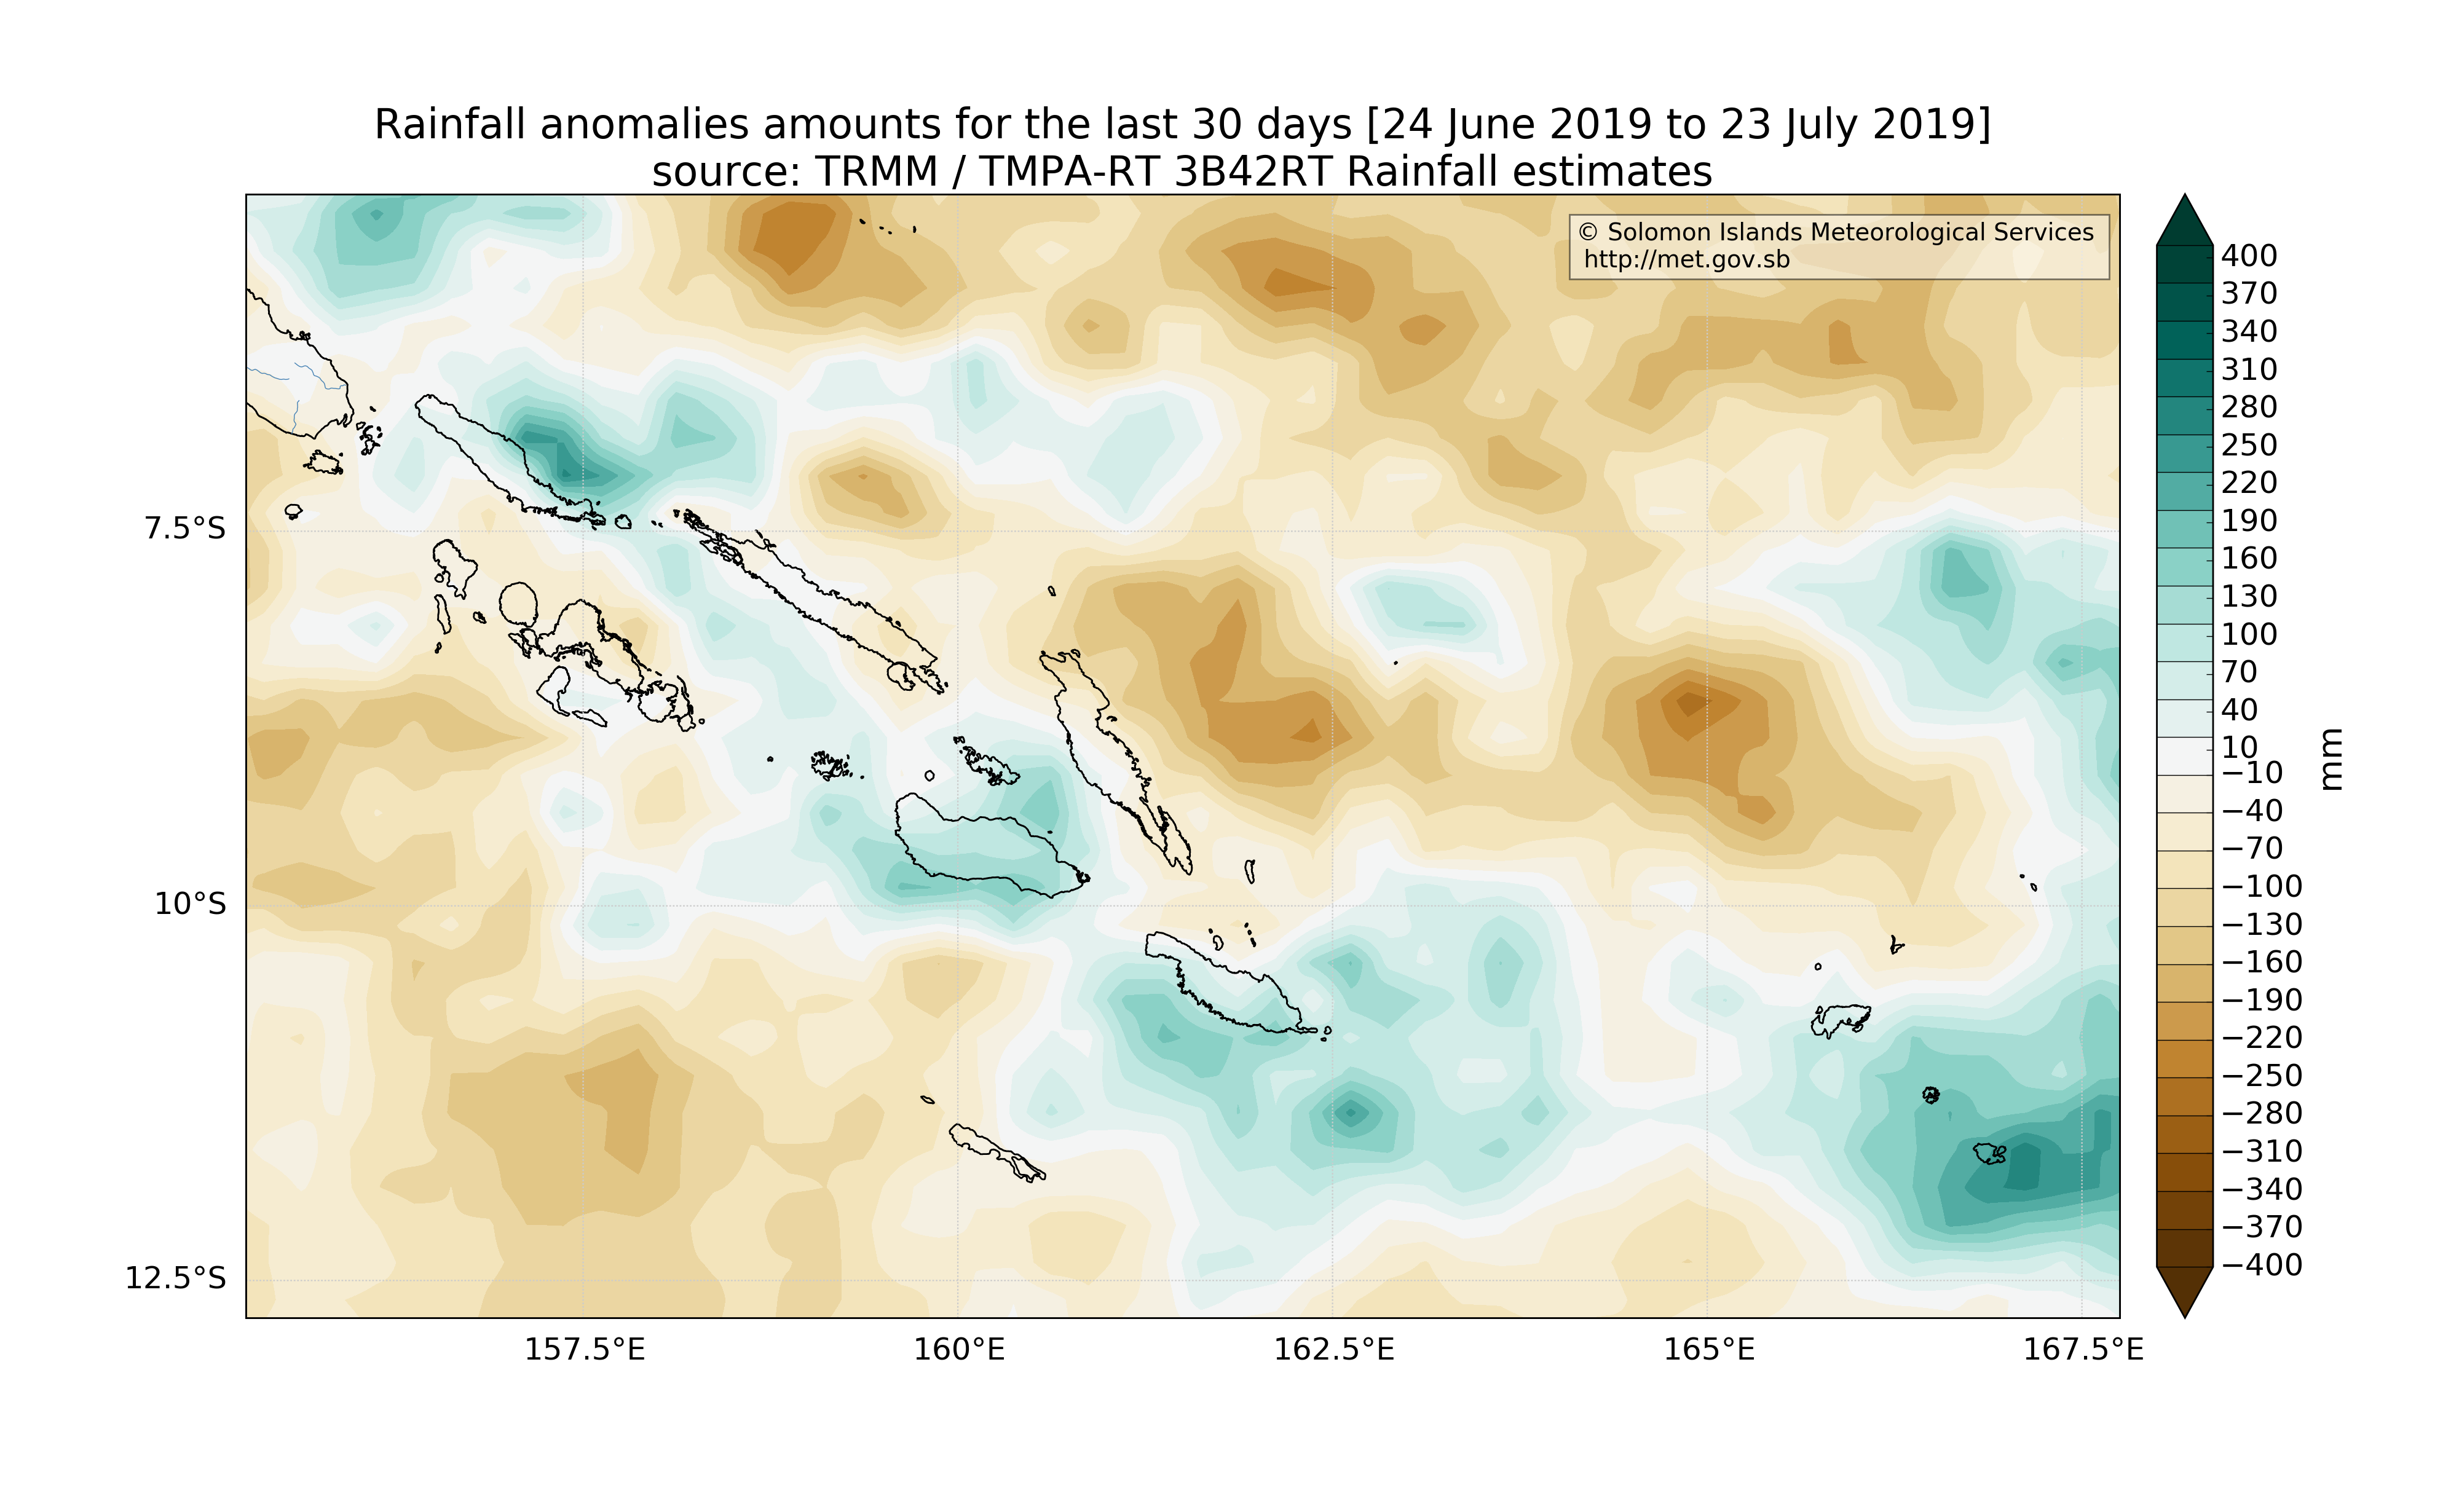 Rainfall anomalies amounts for the last 30 days [24 June 2019 to 23 July 2019]
source: TRMM / TMPA-RT 3B42RT Rainfall estimates
© Solomon Islands Meteorological Services
http://met.gov.sb
7.5°S
10°S
12.5°S
157.5°E
160°E
162.5°E
165°E
167.5°E
400
370
340
310
280
250
220
190
160
130
100
70
40
10
−10
−40
−70
−100
−130
−160
−190
−220
−250
−280
−310
−340
−370
−400
mm